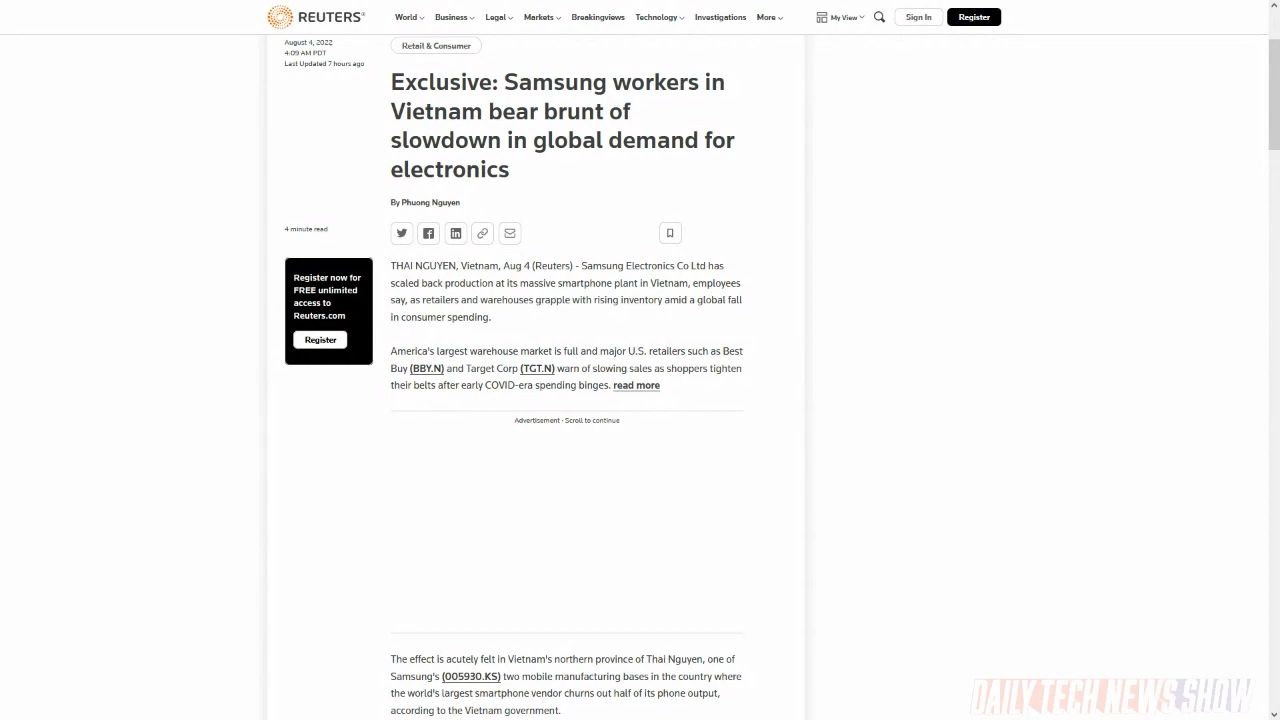 REUTERS®
World Business Legal Markets Breakingviews Technology Investigations More My View Sign In Register
August 4, 2022
4:09 AM PDT
Last Updated 7 hours ago
Retail & Consumer
Exclusive: Samsung workers in
Vietnam bear brunt of
slowdown in global demand for
electronics
By Phuong Nguyen
4 minute read
Register now for
FREE unlimited
access to
Reuters.com
Register
THAI NGUYEN, Vietnam, Aug 4 (Reuters) - Samsung Electronics Co Ltd has
scaled back production at its massive smartphone plant in Vietnam, employees
say, as retailers and warehouses grapple with rising inventory amid a global fall
in consumer spending.
America's largest warehouse market is full and major U.S. retailers such as Best
Buy (BBY.N) and Target Corp (TGT.N) warn of slowing sales as shoppers tighten
their belts after early COVID-era spending binges. read more
Advertisement · Scroll to continue
The effect is acutely felt in Vietnam's northern province of Thai Nguyen, one of
Samsung's (005930.KS) two mobile manufacturing bases in the country where
the world's largest smartphone vendor churns out half of its phone output,
according to the Vietnam government.
DAILY TECH NEWS SHOW